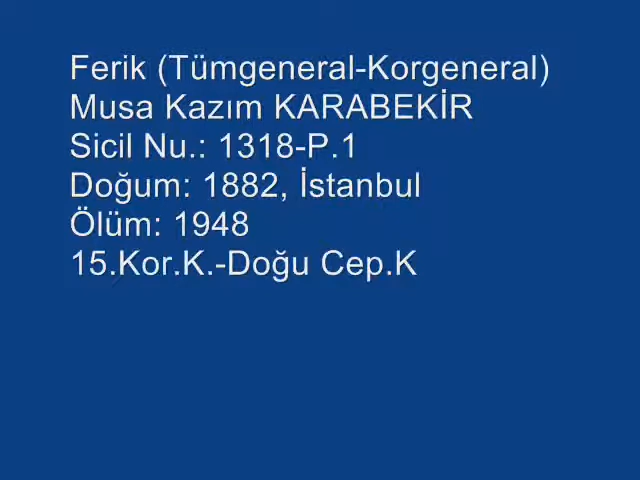 Ferik (Tümgeneral-Korgeneral)
Musa Kazım KARABEKİR
Sicil Nu.: 1318-P.1
Doğum: 1882, İstanbul
Ölüm: 1948
15.Kor.K.-Doğu Cep.K